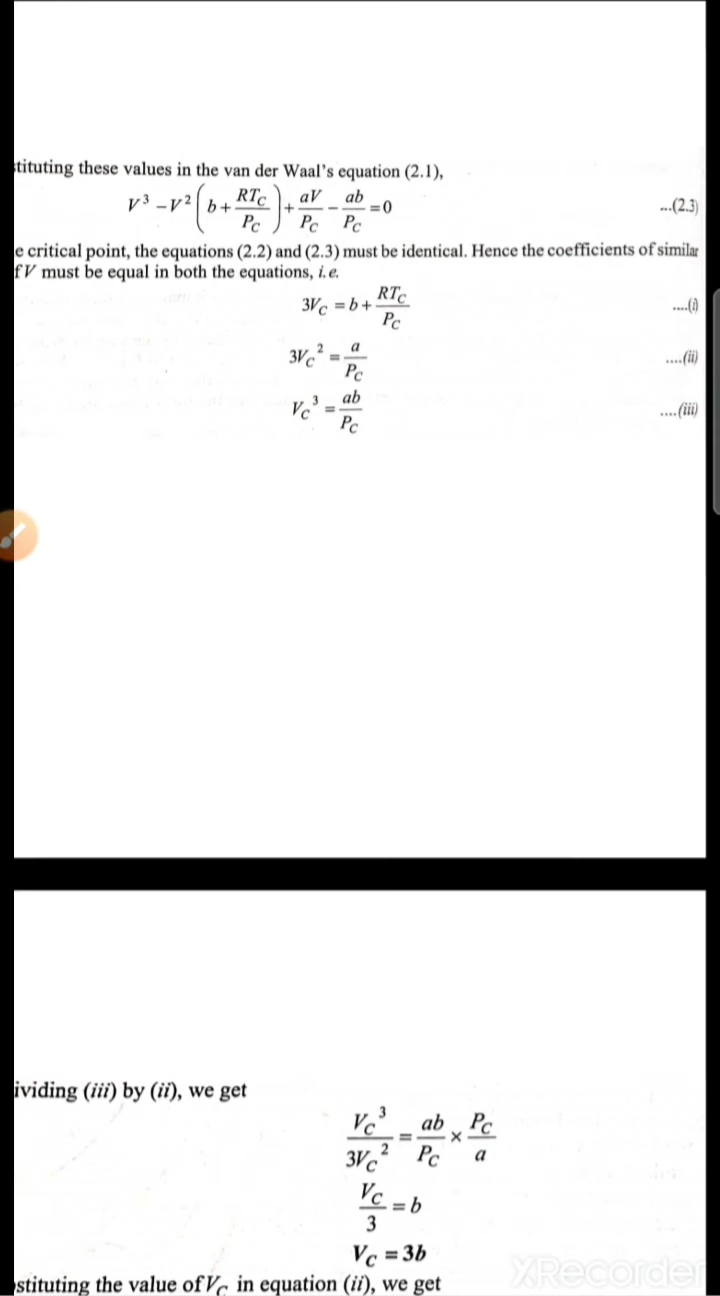 stituting these values in the van der Waal's equation (2.1),
V³ – V² (b + RT_C/P_C) + aV/P_C – ab/P_C = 0 ...(2.3)
e critical point, the equations (2.2) and (2.3) must be identical. Hence the coefficients of similar
f V must be equal in both the equations, i.e.
3V_C = b + RT_C/P_C ....(i)
3V_C² = a/P_C ....(ii)
V_C³ = ab/P_C ....(iii)
ividing (iii) by (ii), we get
V_C³/3V_C² = ab/P_C × P_C/a
V_C/3 = b
V_C = 3b
stituting the value of V_C in equation (ii), we get
XRecorder